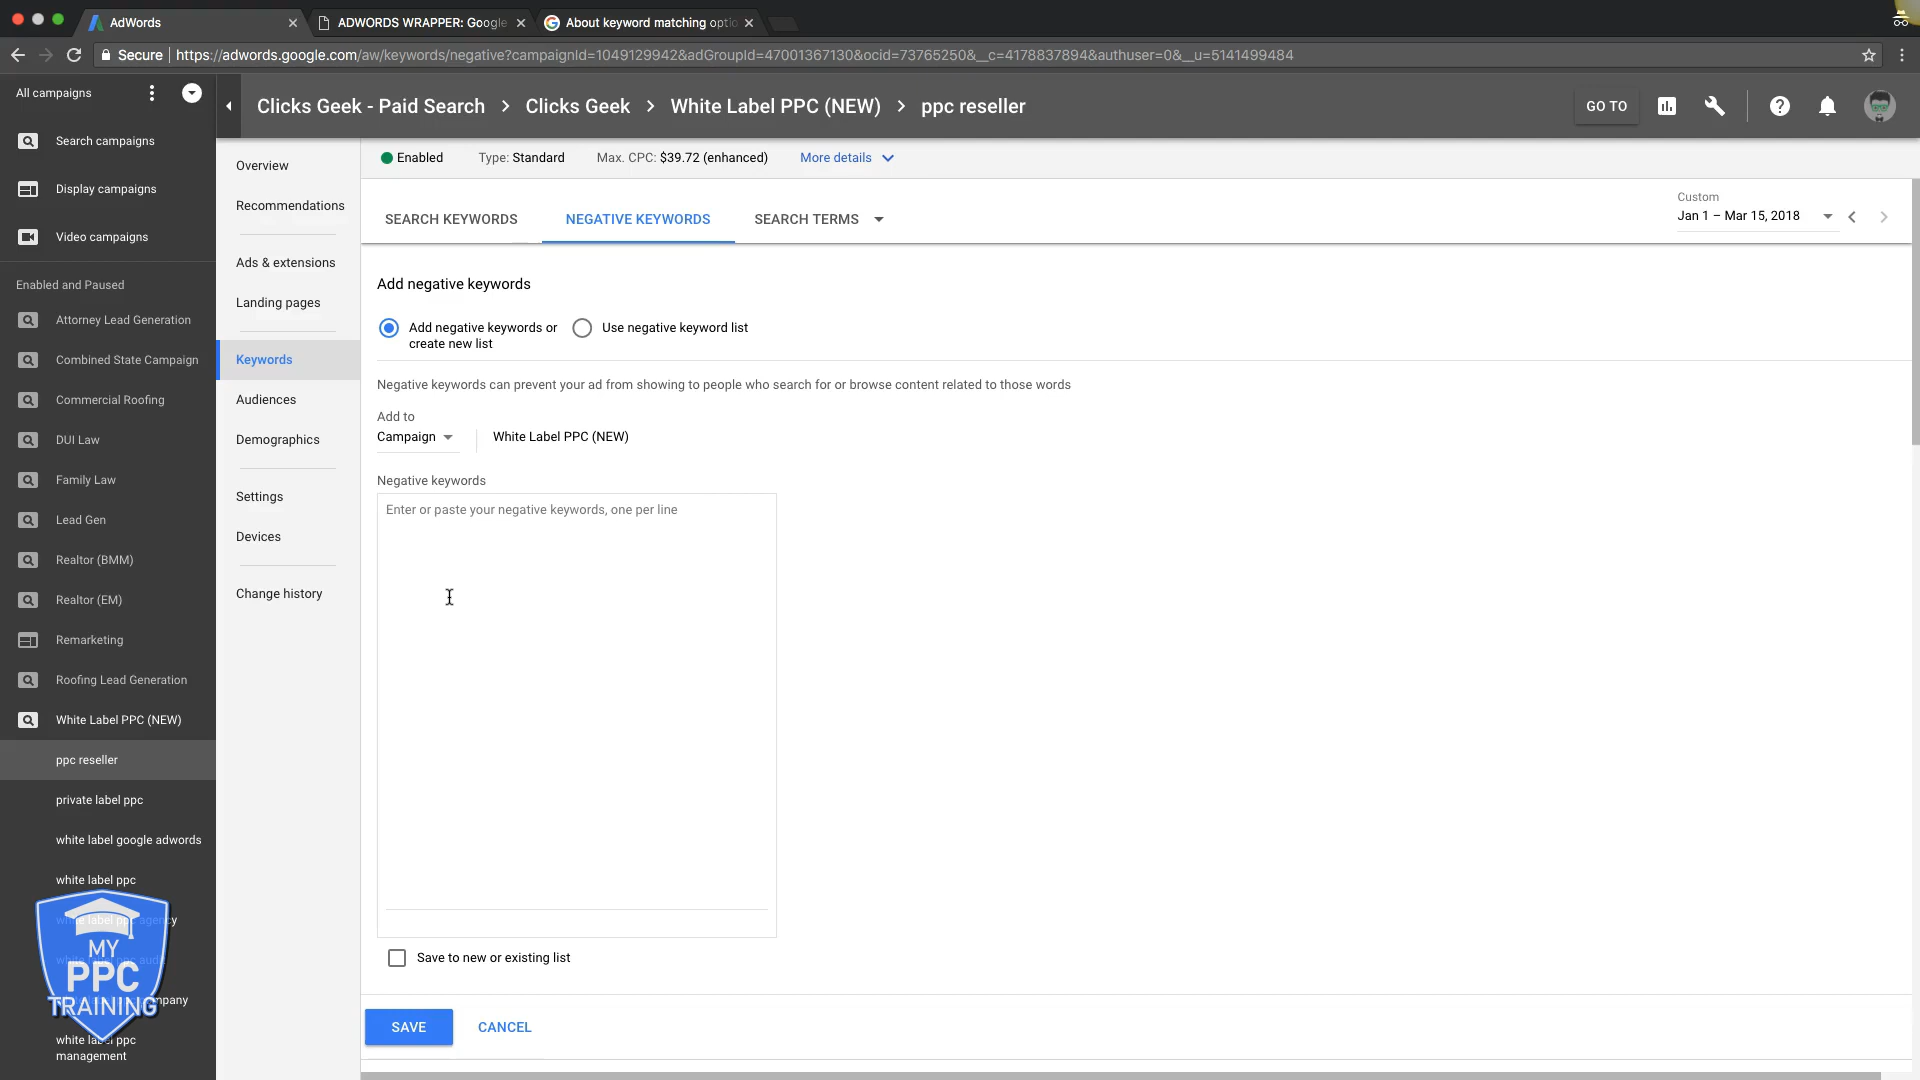 AdWords
ADWORDS WRAPPER: Google
About keyword matching optio
Secure
https://adwords.google.com/aw/keywords/negative?campaignId=1049129942&adGroupId=47001367130&ocid=73765250&__c=4178837894&authuser=0&__u=5141499484
All campaigns
Clicks Geek - Paid Search > Clicks Geek > White Label PPC (NEW) > ppc reseller
GO TO
Search campaigns
Display campaigns
Video campaigns
Enabled and Paused
Attorney Lead Generation
Combined State Campaign
Commercial Roofing
DUI Law
Family Law
Lead Gen
Realtor (BMM)
Realtor (EM)
Remarketing
Roofing Lead Generation
White Label PPC (NEW)
ppc reseller
private label ppc
white label google adwords
white label ppc
white label ppc agency
mpany
white label ppc
management
MY
PPC
TRAINING
Overview
Recommendations
Ads & extensions
Landing pages
Keywords
Audiences
Demographics
Settings
Devices
Change history
Enabled
Type: Standard
Max. CPC: $39.72 (enhanced)
More details
SEARCH KEYWORDS
NEGATIVE KEYWORDS
SEARCH TERMS
Custom
Jan 1 – Mar 15, 2018
Add negative keywords
Add negative keywords or
create new list
Use negative keyword list
Negative keywords can prevent your ad from showing to people who search for or browse content related to those words
Add to
Campaign
White Label PPC (NEW)
Negative keywords
Enter or paste your negative keywords, one per line
Save to new or existing list
SAVE
CANCEL